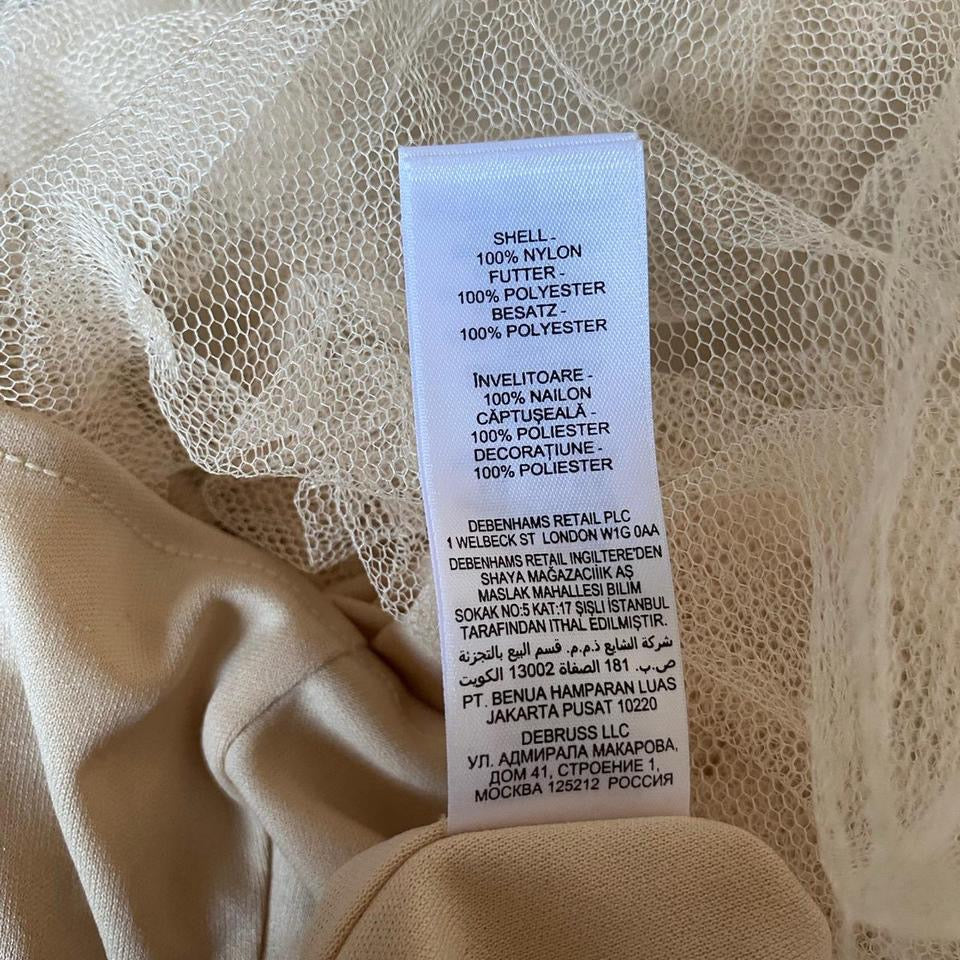 SHELL -
100% NYLON
FUTTER -
100% POLYESTER
BESATZ -
100% POLYESTER
ÎNVELITOARE -
100% NAILON
CĂPTUŞEALĂ -
100% POLIESTER
DECORAŢIUNE -
100% POLIESTER
DEBENHAMS RETAIL PLC
1 WELBECK ST LONDON W1G 0AA
DEBENHAMS RETAIL INGILTERE'DEN
SHAYA MAĞAZACIİİK AŞ
MASLAK MAHALLESI BILIM
SOKAK NO:5 KAT:17 ŞIŞLI İSTANBUL
TARAFINDAN ITHAL EDILMIŞTIR.
شركة الشايع ذ.م.م. قسم البيع بالتجزئة
ص.ب. 181 الصفاة 13002 الكويت
PT. BENUA HAMPARAN LUAS
JAKARTA PUSAT 10220
DEBRUSS LLC
УЛ. АДМИРАЛА МАКАРОВА,
ДОМ 41, СТРОЕНИЕ 1,
МОСКВА 125212 РОССИЯ